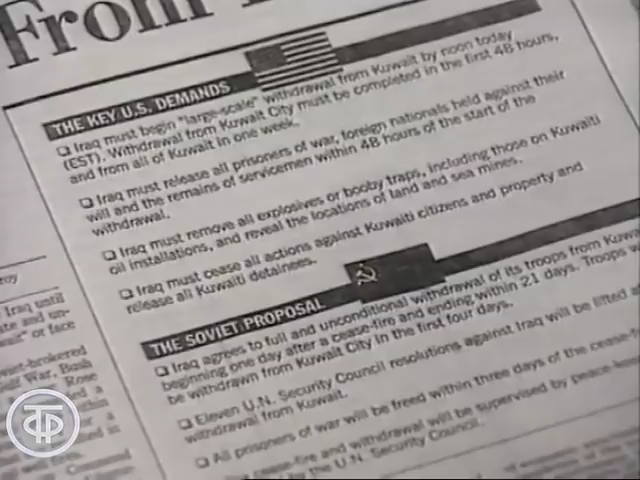 From
THE KEY U.S. DEMANDS
❑ Iraq must begin "large-scale" withdrawal from Kuwait by noon today
(EST). Withdrawal from Kuwait City must be completed in the first 48 hours,
and from all of Kuwait in one week.
❑ Iraq must release all prisoners of war, foreign nationals held against their
will and the remains of servicemen within 48 hours of the start of the
withdrawal.
❑ Iraq must remove all explosives or booby traps, including those on Kuwaiti
oil installations, and reveal the locations of land and sea mines.
❑ Iraq must cease all actions against Kuwaiti citizens and property and
release all Kuwaiti detainees.
THE SOVIET PROPOSAL
❑ Iraq agrees to full and unconditional withdrawal of its troops from
beginning one day after a cease-fire and ending within 21 days. Troops
be withdrawn from Kuwait City in the first four days.
❑ Eleven U.N. Security Council resolutions against Iraq will be lifted
withdrawal from Kuwait.
❑ All prisoners of war will be freed within three days of the
cease-fire and withdrawal will be supervised by
by the U.N. Security Council.
Iraq until
or face
War, Bush
Rose